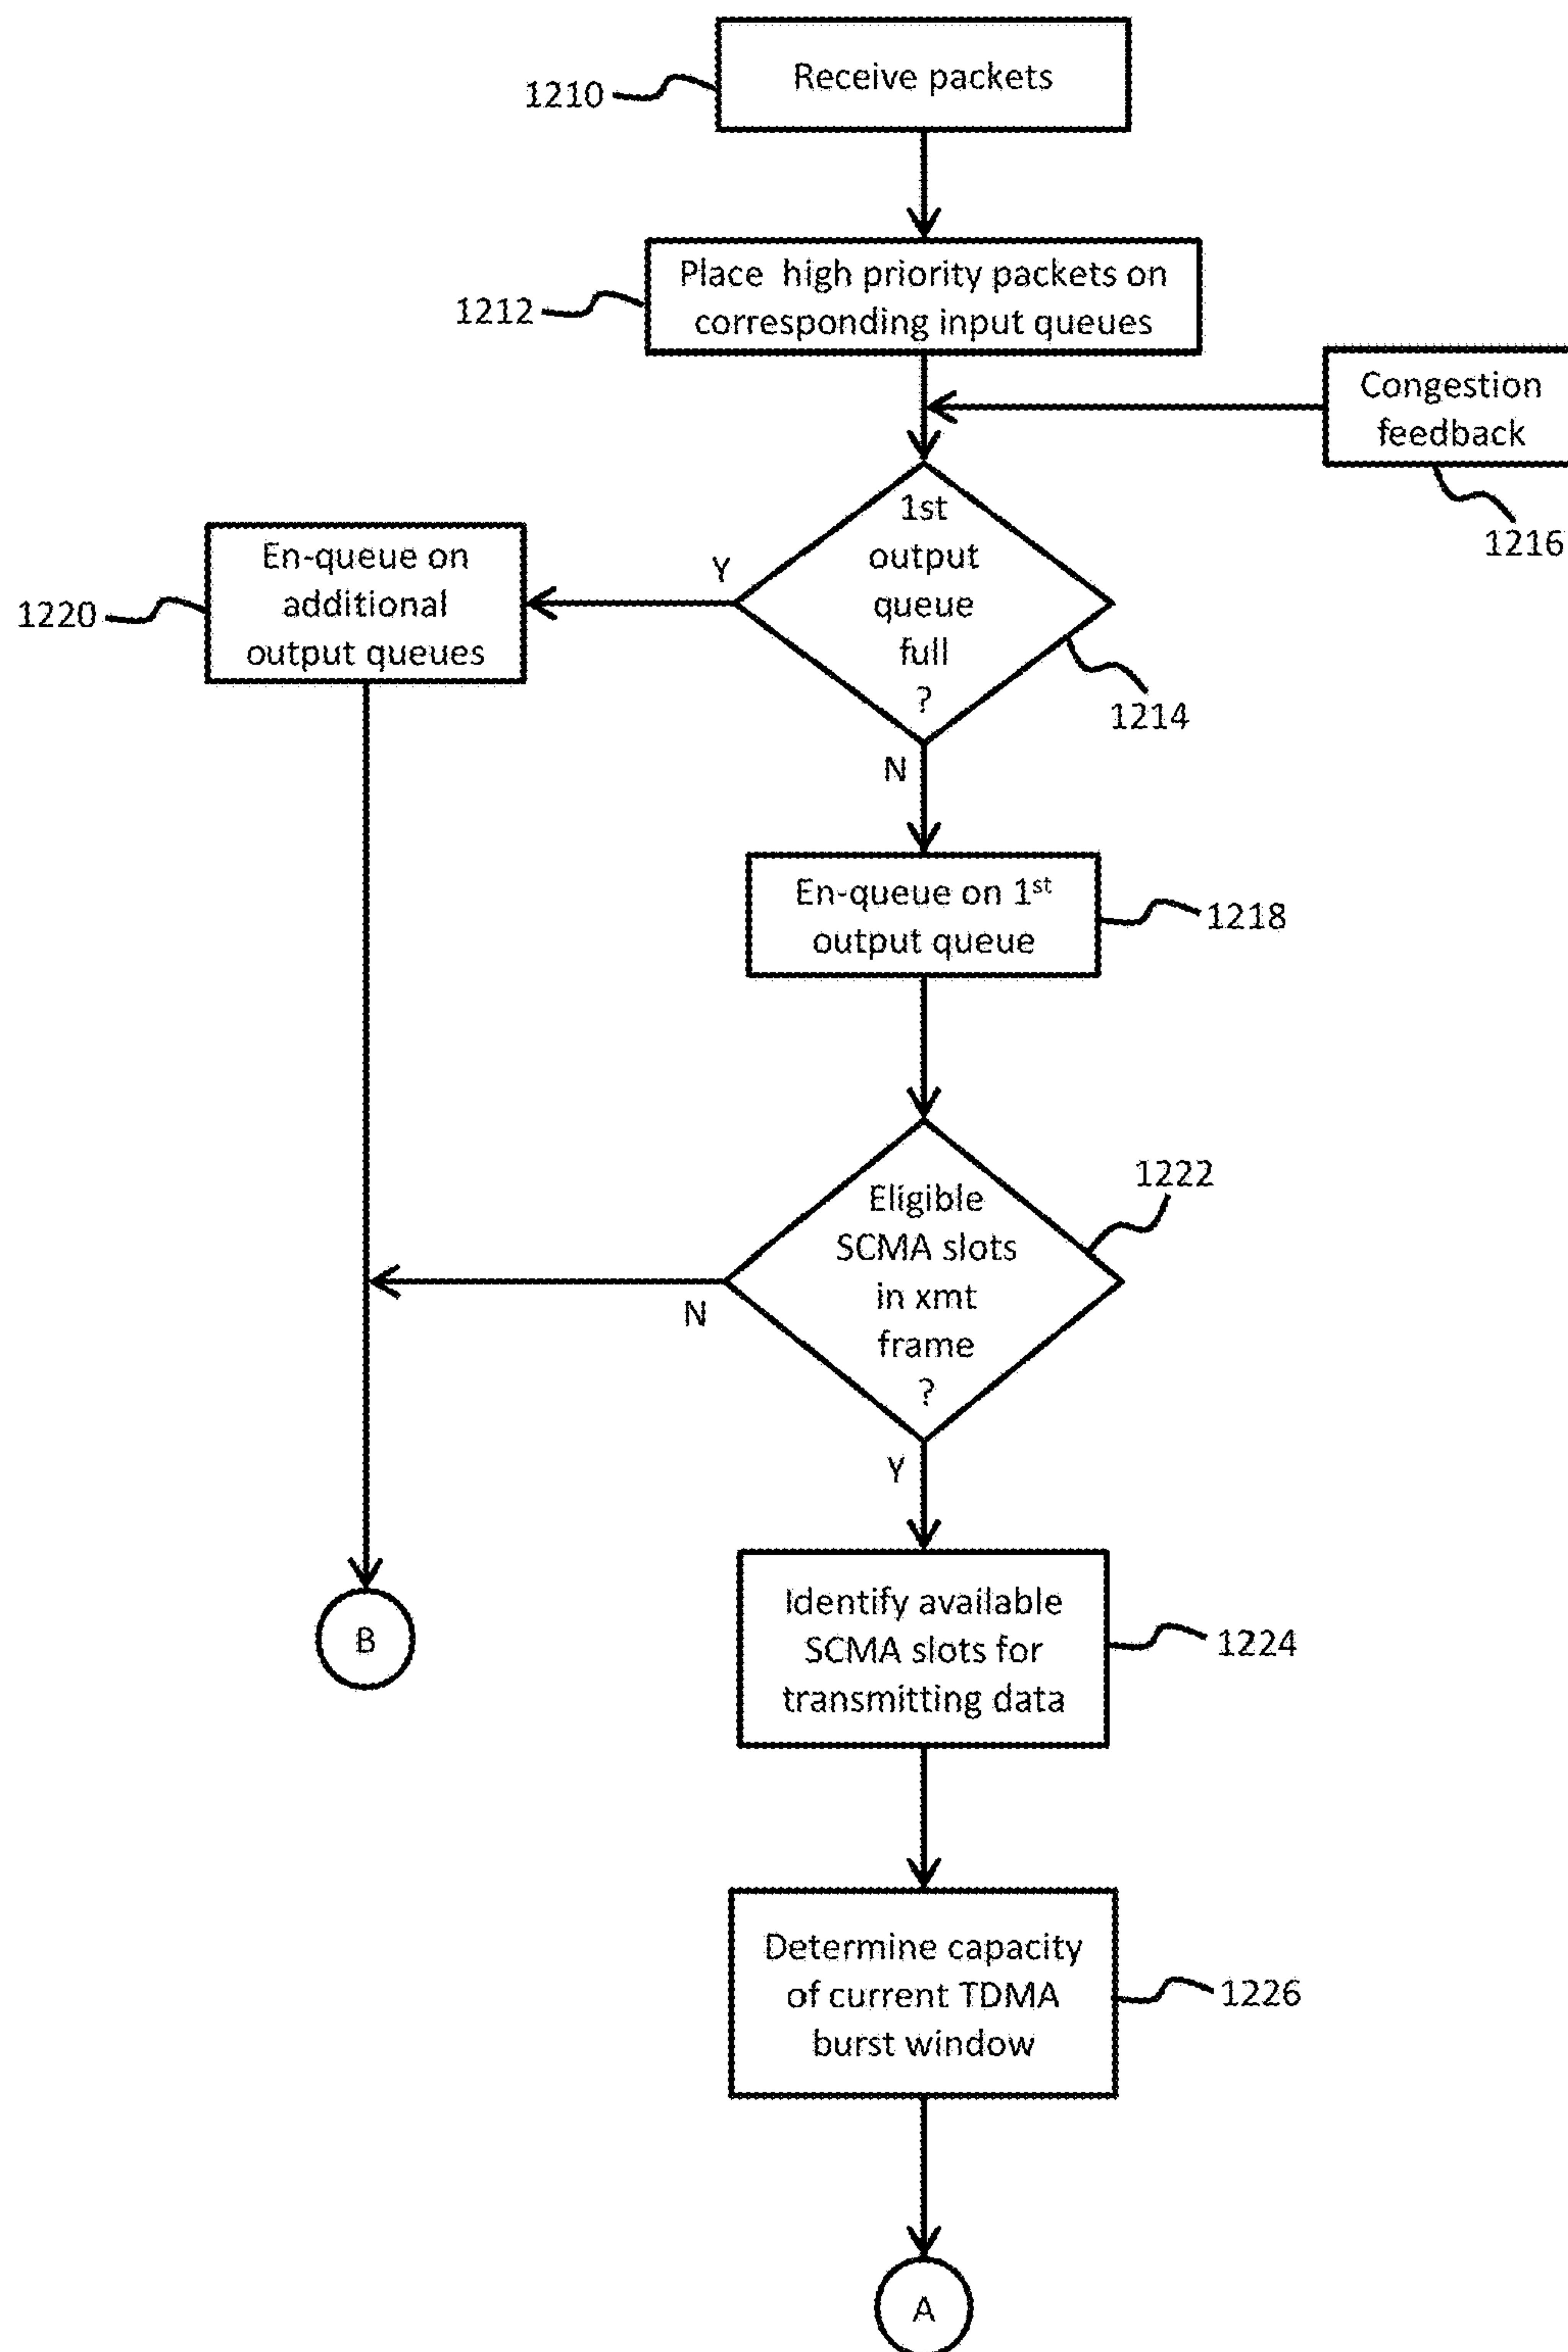 Receive packets
1210
Place high priority packets on
corresponding input queues
1212
Congestion
feedback
1216
1st
output
queue
full
?
1214
Y
N
En-queue on
additional
output queues
1220
En-queue on 1st
output queue
1218
Eligible
SCMA slots
in xmt
frame
?
1222
N
Y
B
Identify available
SCMA slots for
transmitting data
1224
Determine capacity
of current TDMA
burst window
1226
A